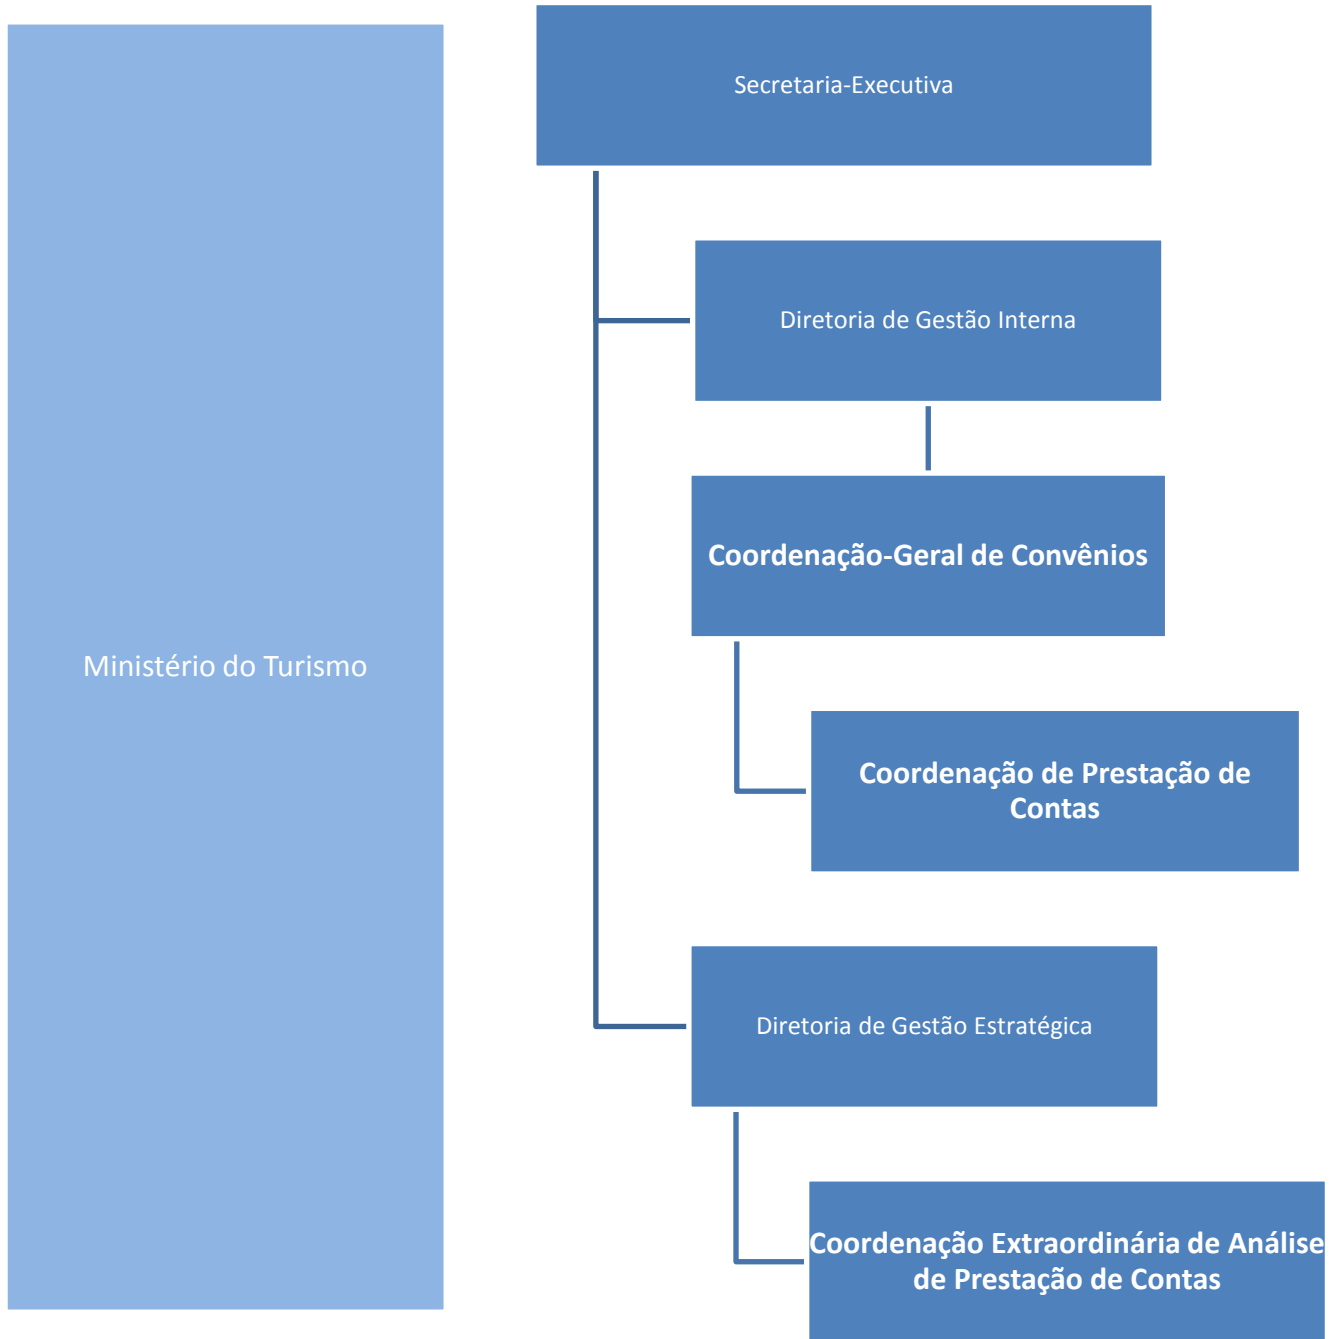 Ministério do Turismo
Secretaria-Executiva
Diretoria de Gestão Interna
Coordenação-Geral de Convênios
Coordenação de Prestação de
Contas
Diretoria de Gestão Estratégica
Coordenação Extraordinária de Análise
de Prestação de Contas